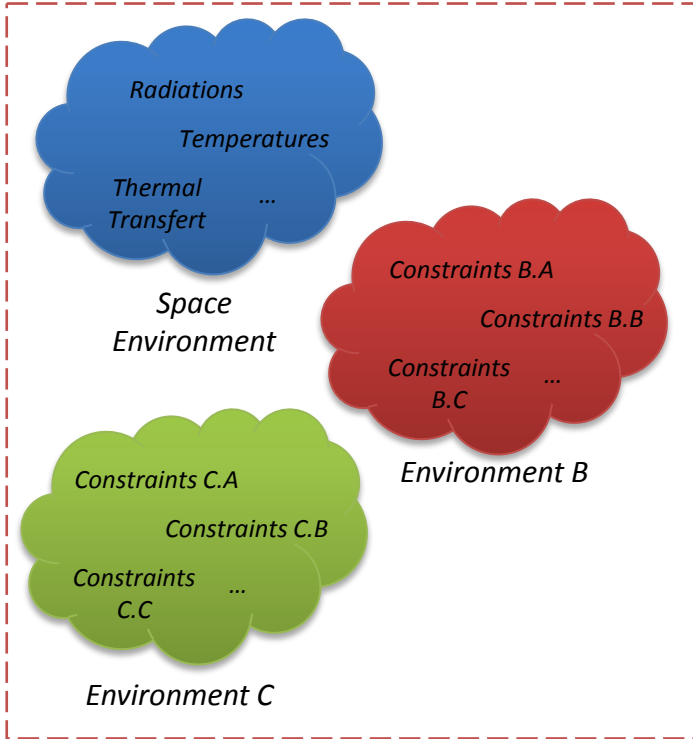 Radiations
Temperatures
Thermal
Transfert
...
Space
Environment
Constraints B.A
Constraints B.B
Constraints
B.C
...
Environment B
Constraints C.A
Constraints C.B
Constraints
C.C
...
Environment C